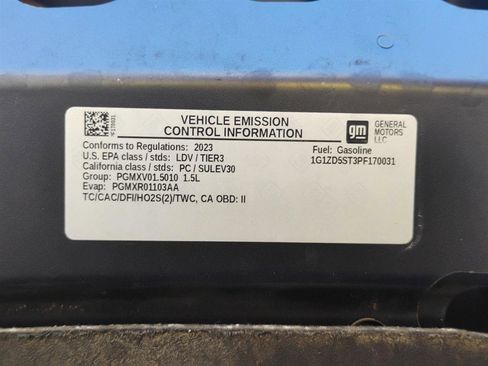 VEHICLE EMISSION
CONTROL INFORMATION
gm
GENERAL
MOTORS
LLC
Conforms to Regulations: 2023
U.S. EPA class / stds: LDV / TIER3
California class / stds: PC / SULEV30
Group: PGMXV01.5010 1.5L
Evap: PGMXR01103AA
TC/CAC/DFI/HO2S(2)/TWC, CA OBD: II
Fuel: Gasoline
1G1ZD5ST3PF170031